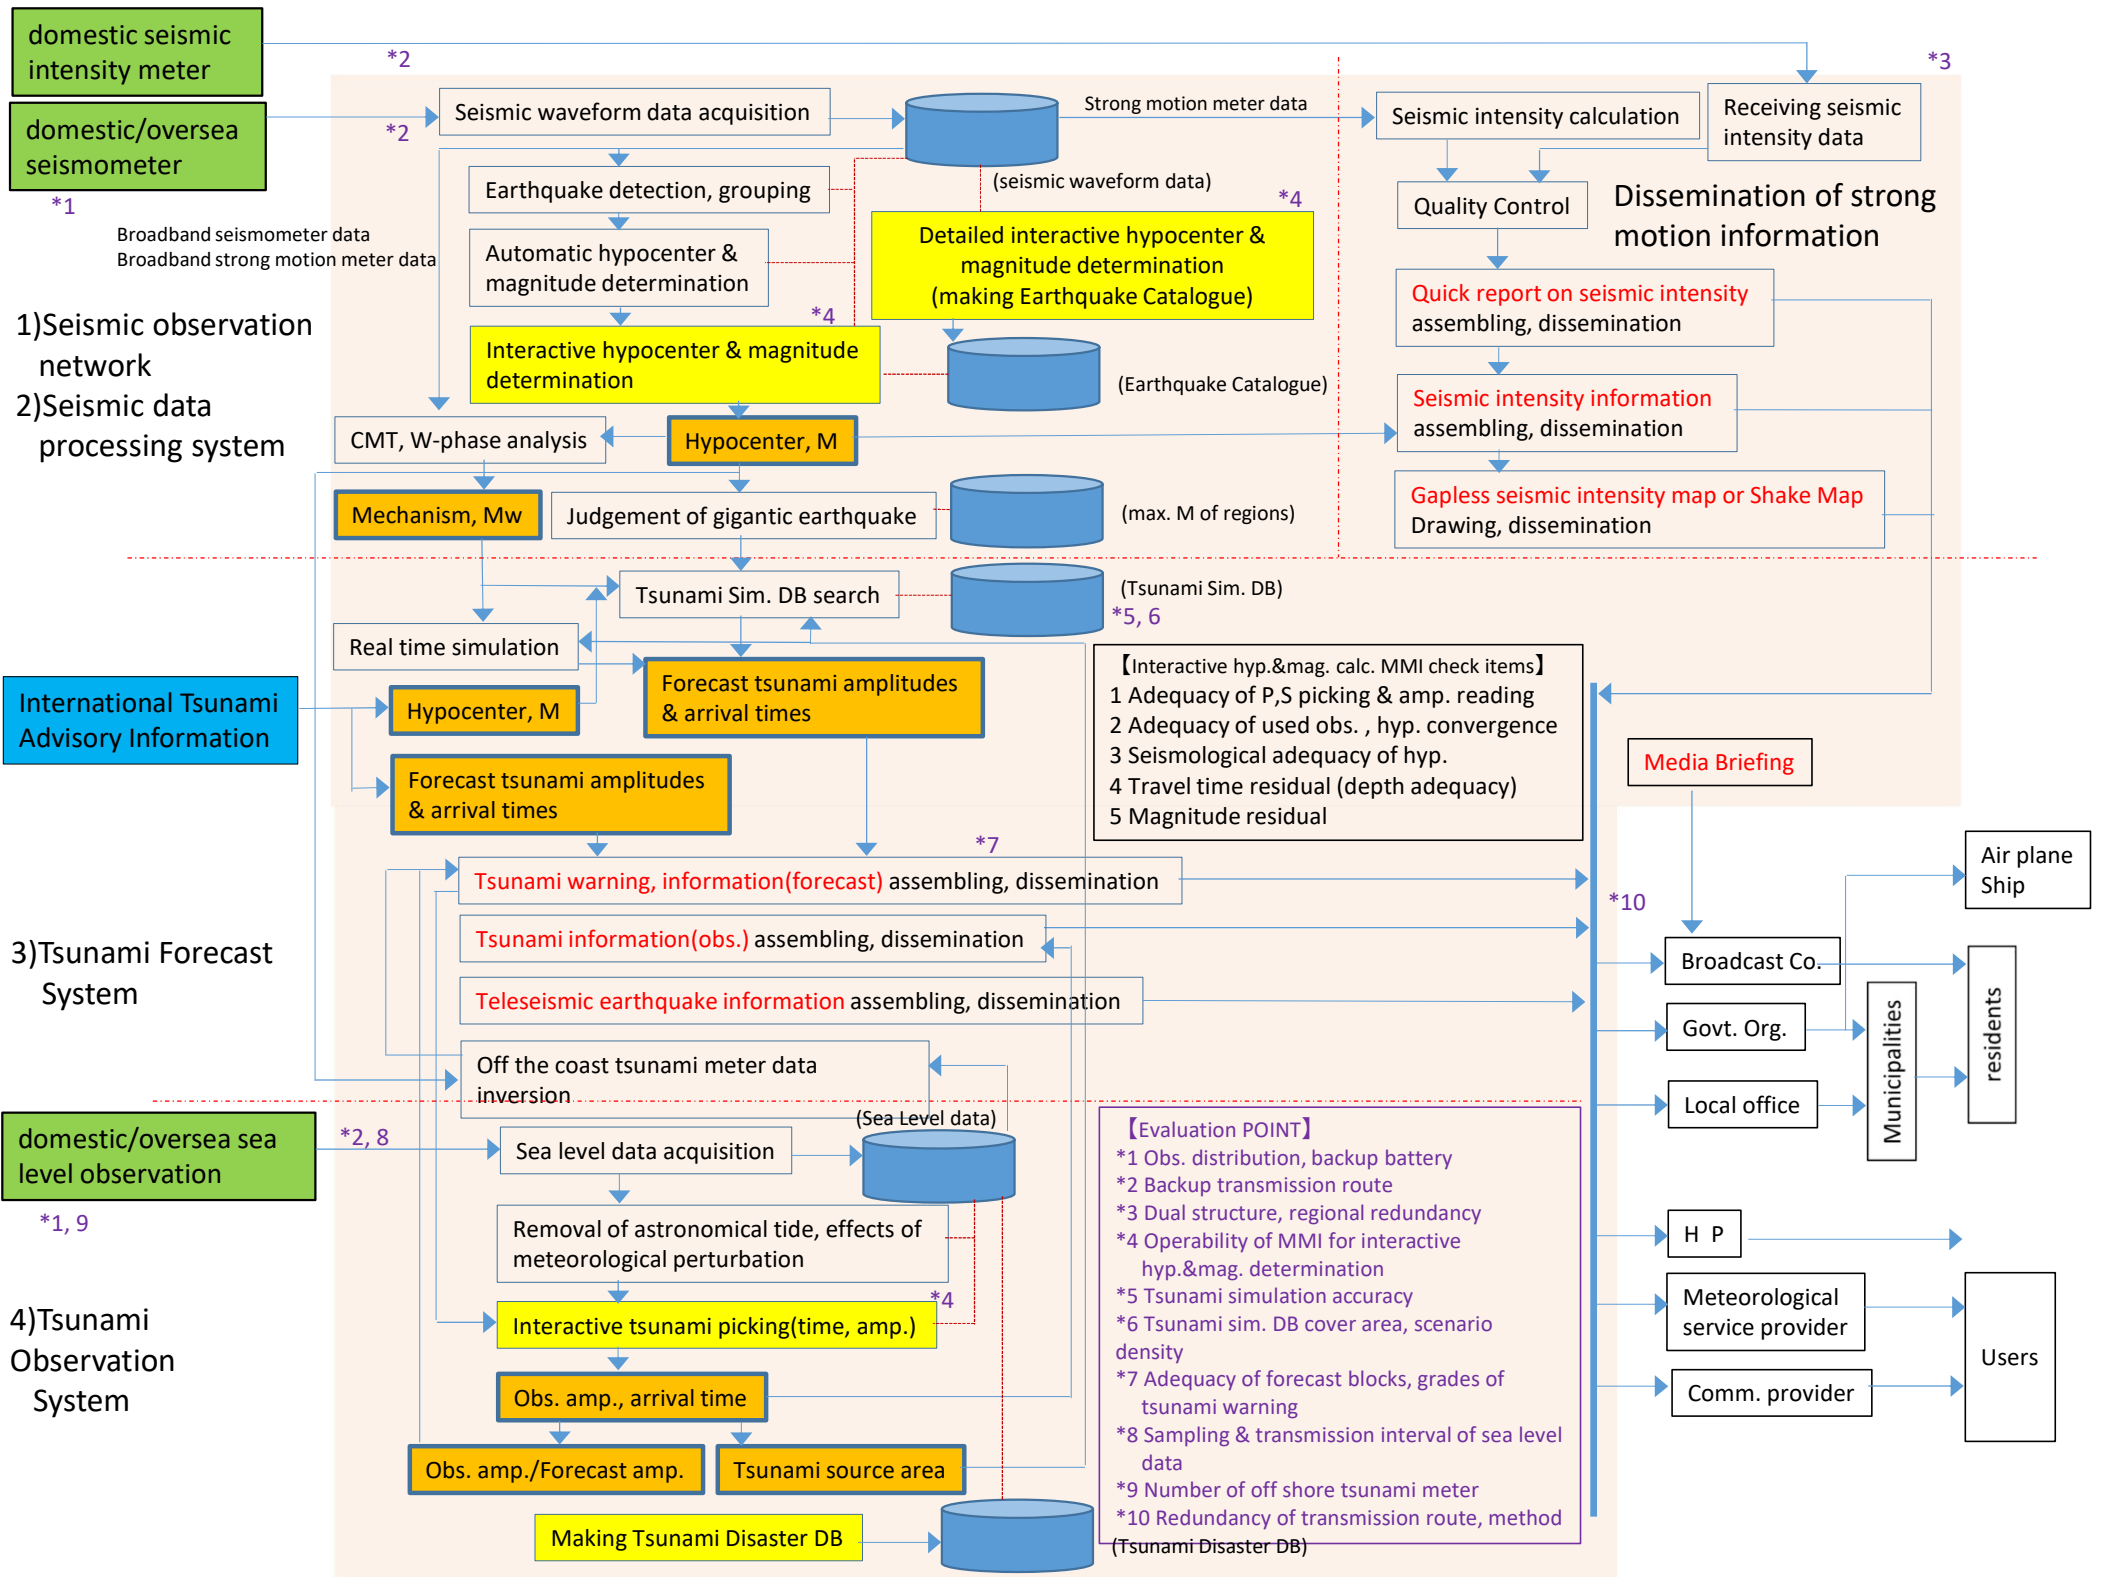 domestic seismic
intensity meter
*2
*3
domestic/oversea
seismometer
*2
*1
Seismic waveform data acquisition
Strong motion meter data
Seismic intensity calculation
Receiving seismic
intensity data
(seismic waveform data)
Earthquake detection, grouping
*4
Quality Control
Dissemination of strong
motion information
Broadband seismometer data
Broadband strong motion meter data
Automatic hypocenter &
magnitude determination
Detailed interactive hypocenter &
magnitude determination
(making Earthquake Catalogue)
Quick report on seismic intensity
assembling, dissemination
1)Seismic observation
network
2)Seismic data
processing system
*4
Interactive hypocenter & magnitude
determination
(Earthquake Catalogue)
Seismic intensity information
assembling, dissemination
CMT, W-phase analysis
Hypocenter, M
Gapless seismic intensity map or Shake Map
Drawing, dissemination
Mechanism, Mw
Judgement of gigantic earthquake
(max. M of regions)
Tsunami Sim. DB search
(Tsunami Sim. DB)
*5, 6
Real time simulation
Forecast tsunami amplitudes
& arrival times
International Tsunami
Advisory Information
Hypocenter, M
Forecast tsunami amplitudes
& arrival times
【Interactive hyp.&mag. calc. MMI check items】
1 Adequacy of P,S picking & amp. reading
2 Adequacy of used obs. , hyp. convergence
3 Seismological adequacy of hyp.
4 Travel time residual (depth adequacy)
5 Magnitude residual
Media Briefing
*7
Tsunami warning, information(forecast) assembling, dissemination
*10
Air plane
Ship
Tsunami information(obs.) assembling, dissemination
Broadcast Co.
3)Tsunami Forecast
System
Teleseismic earthquake information assembling, dissemination
Govt. Org.
Municipalities
residents
Off the coast tsunami meter data
inversion
Local office
(Sea Level data)
domestic/oversea sea
level observation
*2, 8
*1, 9
Sea level data acquisition
Removal of astronomical tide, effects of
meteorological perturbation
*4
Interactive tsunami picking(time, amp.)
4)Tsunami
Observation
System
Obs. amp., arrival time
Obs. amp./Forecast amp.
Tsunami source area
Making Tsunami Disaster DB
(Tsunami Disaster DB)
【Evaluation POINT】
*1 Obs. distribution, backup battery
*2 Backup transmission route
*3 Dual structure, regional redundancy
*4 Operability of MMI for interactive
hyp.&mag. determination
*5 Tsunami simulation accuracy
*6 Tsunami sim. DB cover area, scenario
density
*7 Adequacy of forecast blocks, grades of
tsunami warning
*8 Sampling & transmission interval of sea level
data
*9 Number of off shore tsunami meter
*10 Redundancy of transmission route, method
H P
Meteorological
service provider
Comm. provider
Users